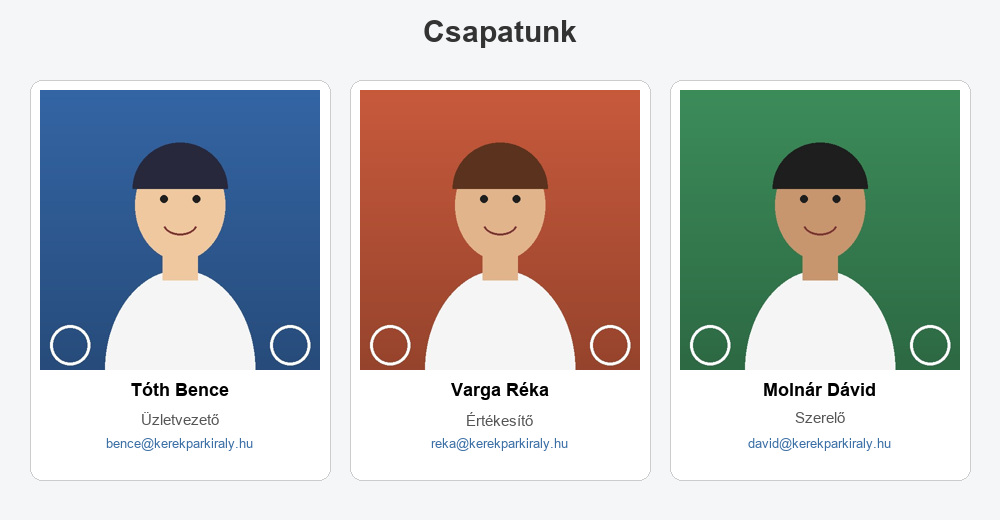 Csapatunk
Tóth Bence
Üzletvezető
bence@kerekparkiraly.hu
Varga Réka
Értékesítő
reka@kerekparkiraly.hu
Molnár Dávid
Szerelő
david@kerekparkiraly.hu